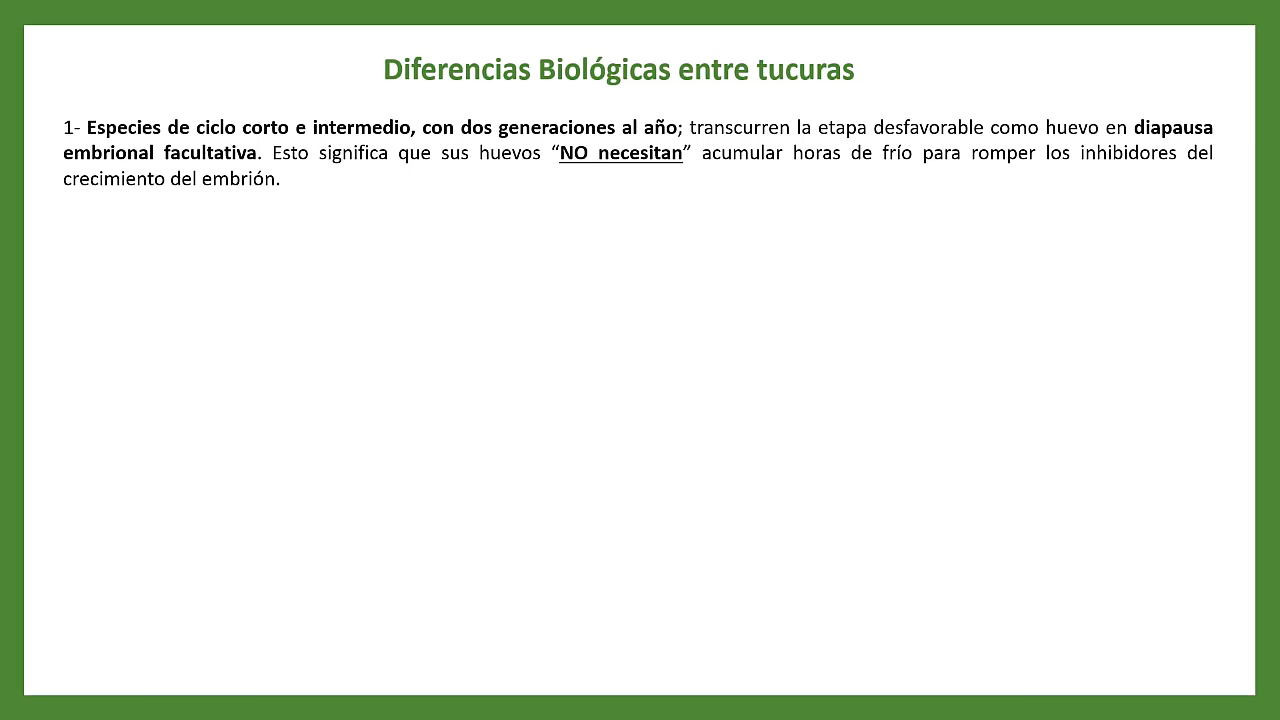 Diferencias Biológicas entre tucuras
1- Especies de ciclo corto e intermedio, con dos generaciones al año; transcurren la etapa desfavorable como huevo en diapausa
embrional facultativa. Esto significa que sus huevos “NO necesitan” acumular horas de frío para romper los inhibidores del
crecimiento del embrión.